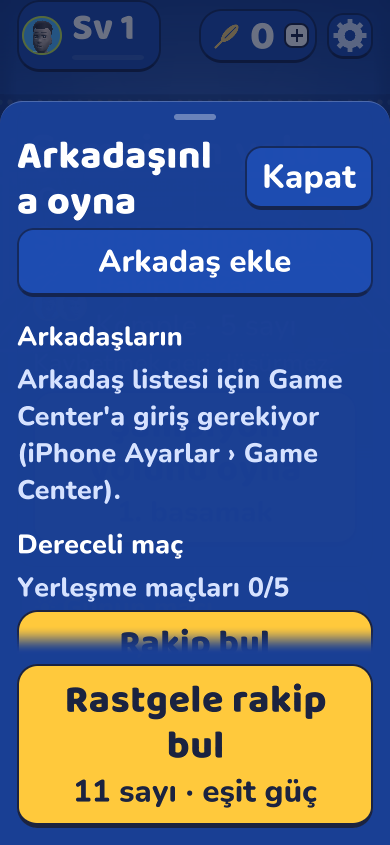 Sv 1
0
Arkadaşınl
a oyna
Kapat
Arkadaş ekle
Arkadaşların
Arkadaş listesi için Game
Center'a giriş gerekiyor
(iPhone Ayarlar › Game
Center).
Dereceli maç
Yerleşme maçları 0/5
Rakip bul
Rastgele rakip
bul
11 sayı · eşit güç